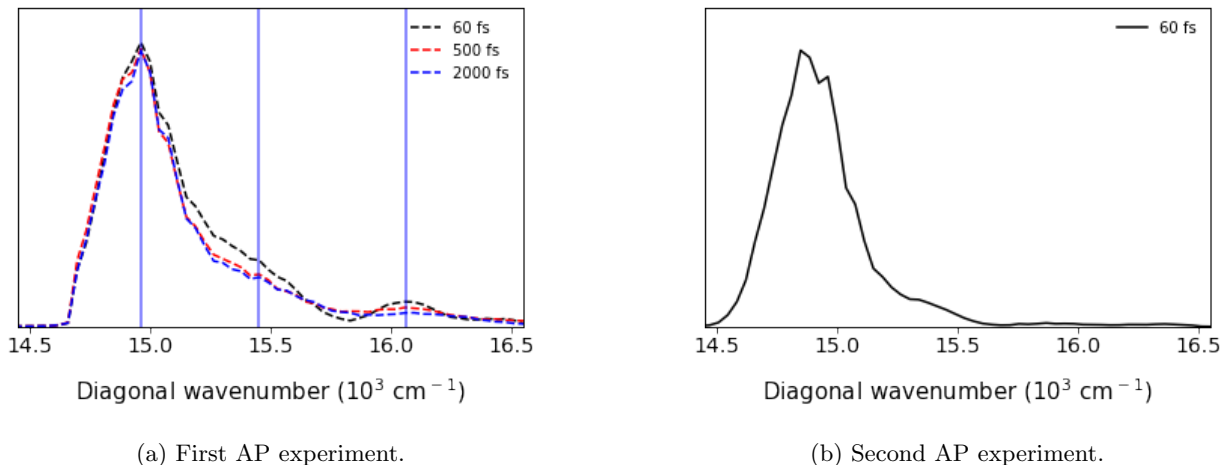 60 fs
500 fs
2000 fs
14.5 15.0 15.5 16.0 16.5
Diagonal wavenumber (10³ cm⁻¹)
(a) First AP experiment.
60 fs
14.5 15.0 15.5 16.0 16.5
Diagonal wavenumber (10³ cm⁻¹)
(b) Second AP experiment.